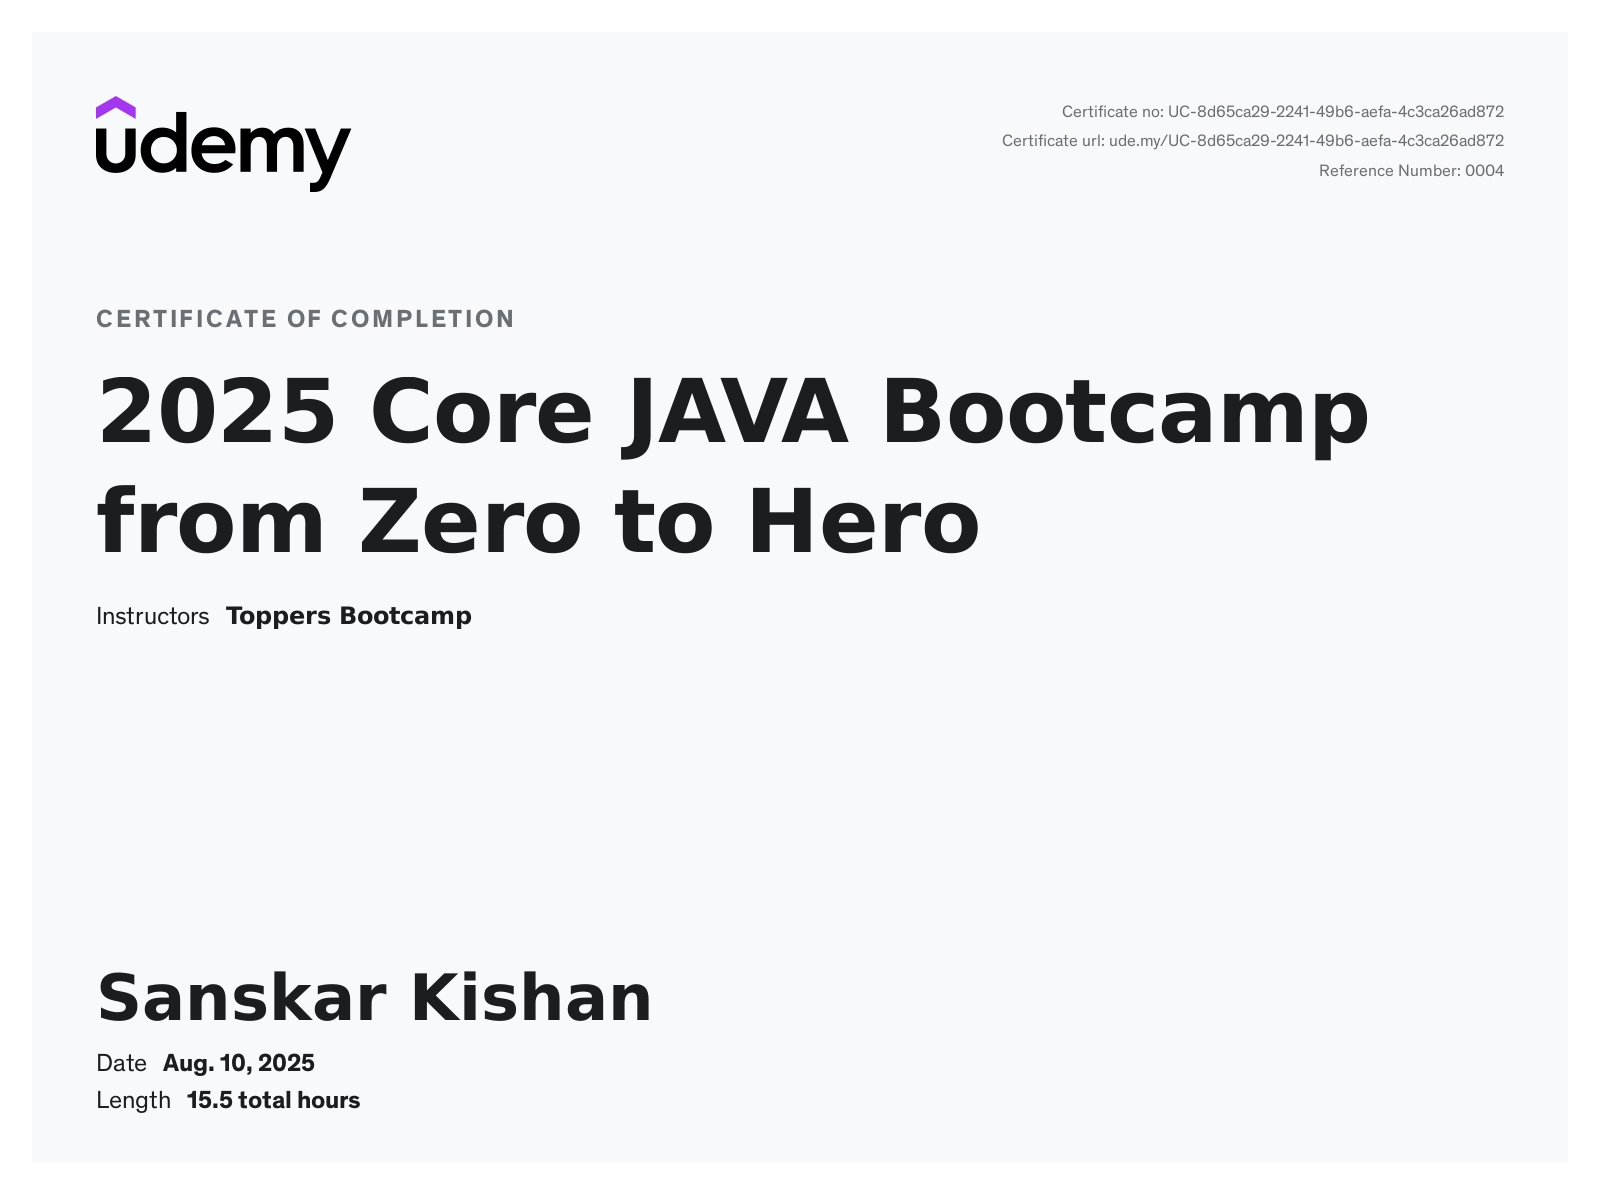 udemy
Certificate no: UC-8d65ca29-2241-49b6-aefa-4c3ca26ad872
Certificate url: ude.my/UC-8d65ca29-2241-49b6-aefa-4c3ca26ad872
Reference Number: 0004
CERTIFICATE OF COMPLETION
2025 Core JAVA Bootcamp
from Zero to Hero
Instructors Toppers Bootcamp
Sanskar Kishan
Date Aug. 10, 2025
Length 15.5 total hours